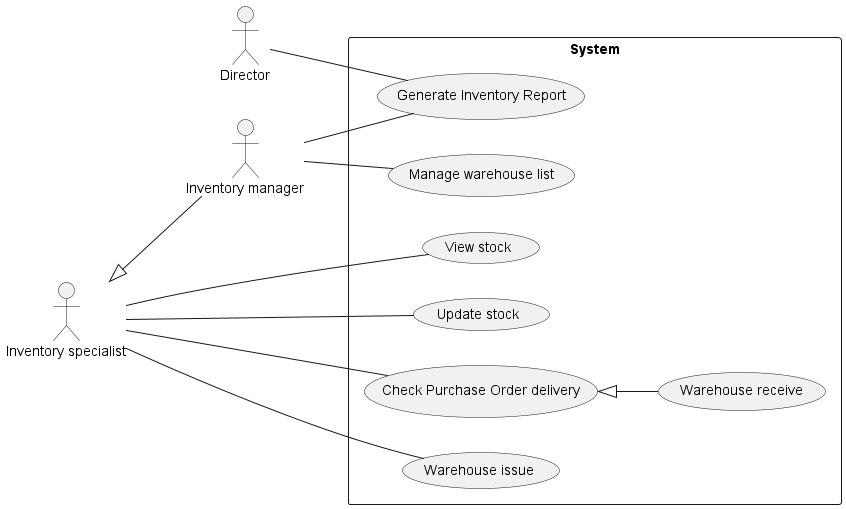 System
Director
Generate Inventory Report
Inventory manager
Manage warehouse list
View stock
Update stock
Inventory specialist
Check Purchase Order delivery
Warehouse receive
Warehouse issue